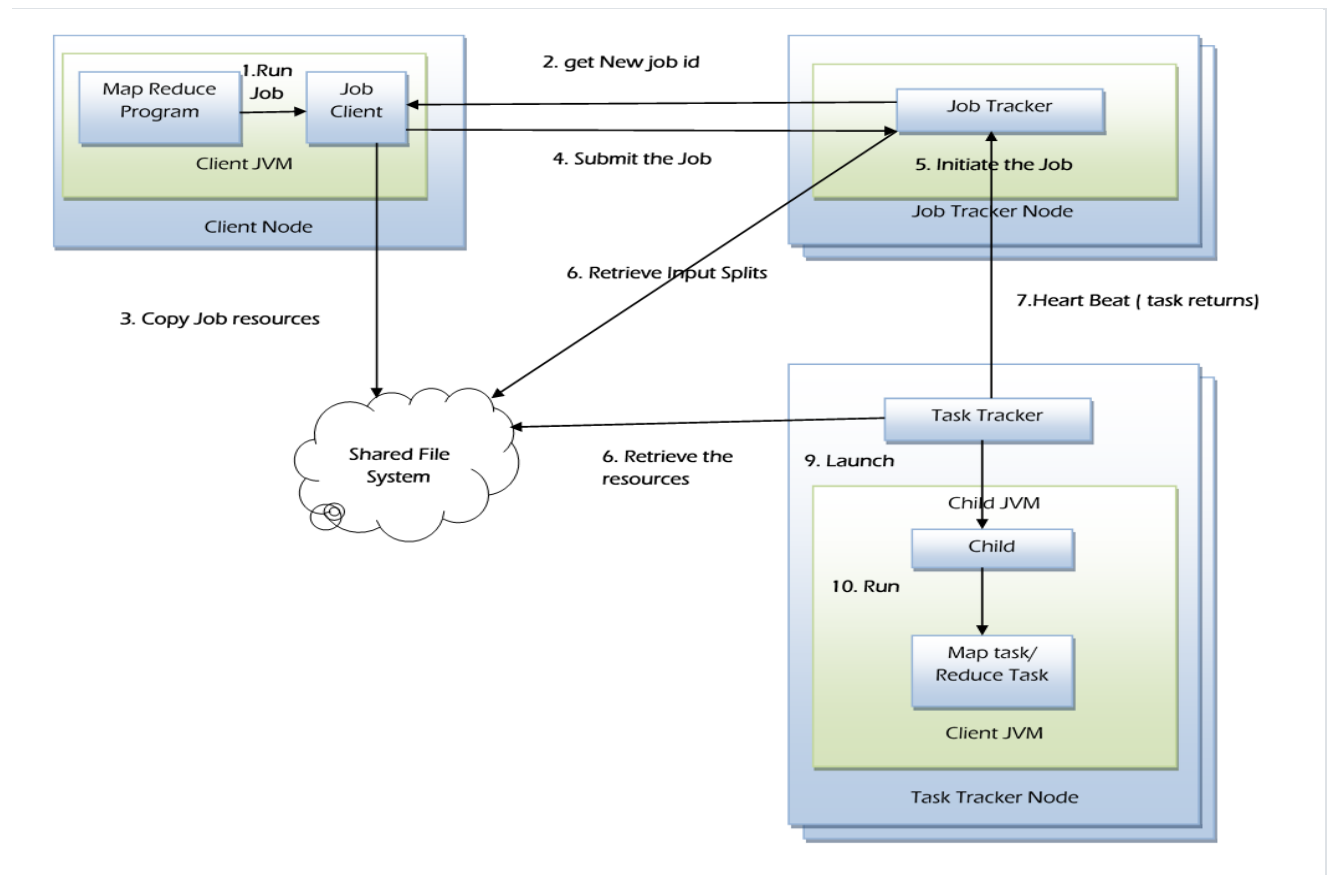 1.Run
Job
Map Reduce
Program
Job
Client
Client JVM
Client Node
2. get New job id
4. Submit the Job
Job Tracker
5. Initiate the Job
Job Tracker Node
6. Retrieve Input Splits
3. Copy Job resources
7.Heart Beat ( task returns)
Shared File
System
6. Retrieve the
resources
Task Tracker
9. Launch
Child JVM
Child
10. Run
Map task/
Reduce Task
Client JVM
Task Tracker Node